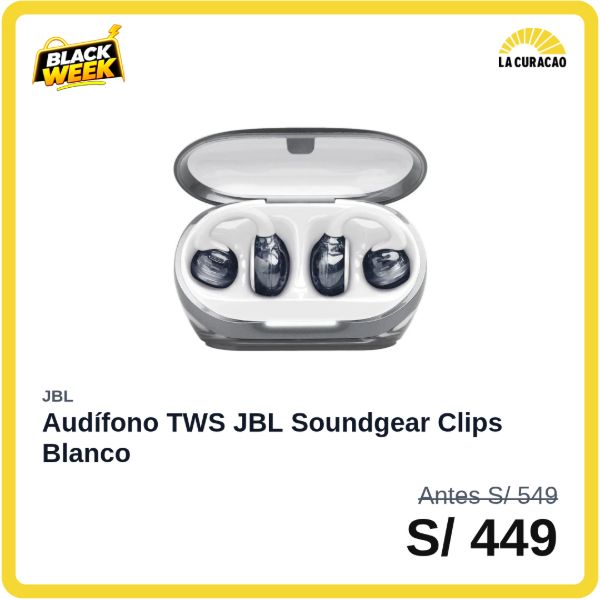 BLACK
WEEK
LA CURACAO
JBL
Audífono TWS JBL Soundgear Clips
Blanco
Antes S/ 549
S/ 449